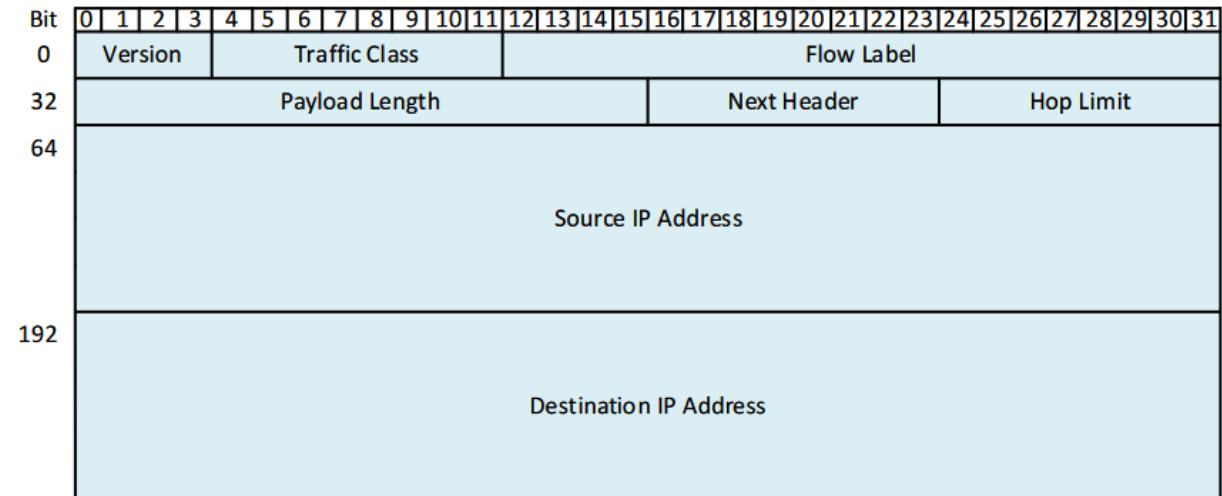 Bit 0 1 2 3 4 5 6 7 8 9 10 11 12 13 14 15 16 17 18 19 20 21 22 23 24 25 26 27 28 29 30 31
0 Version Traffic Class Flow Label
32 Payload Length Next Header Hop Limit
64
Source IP Address
192
Destination IP Address